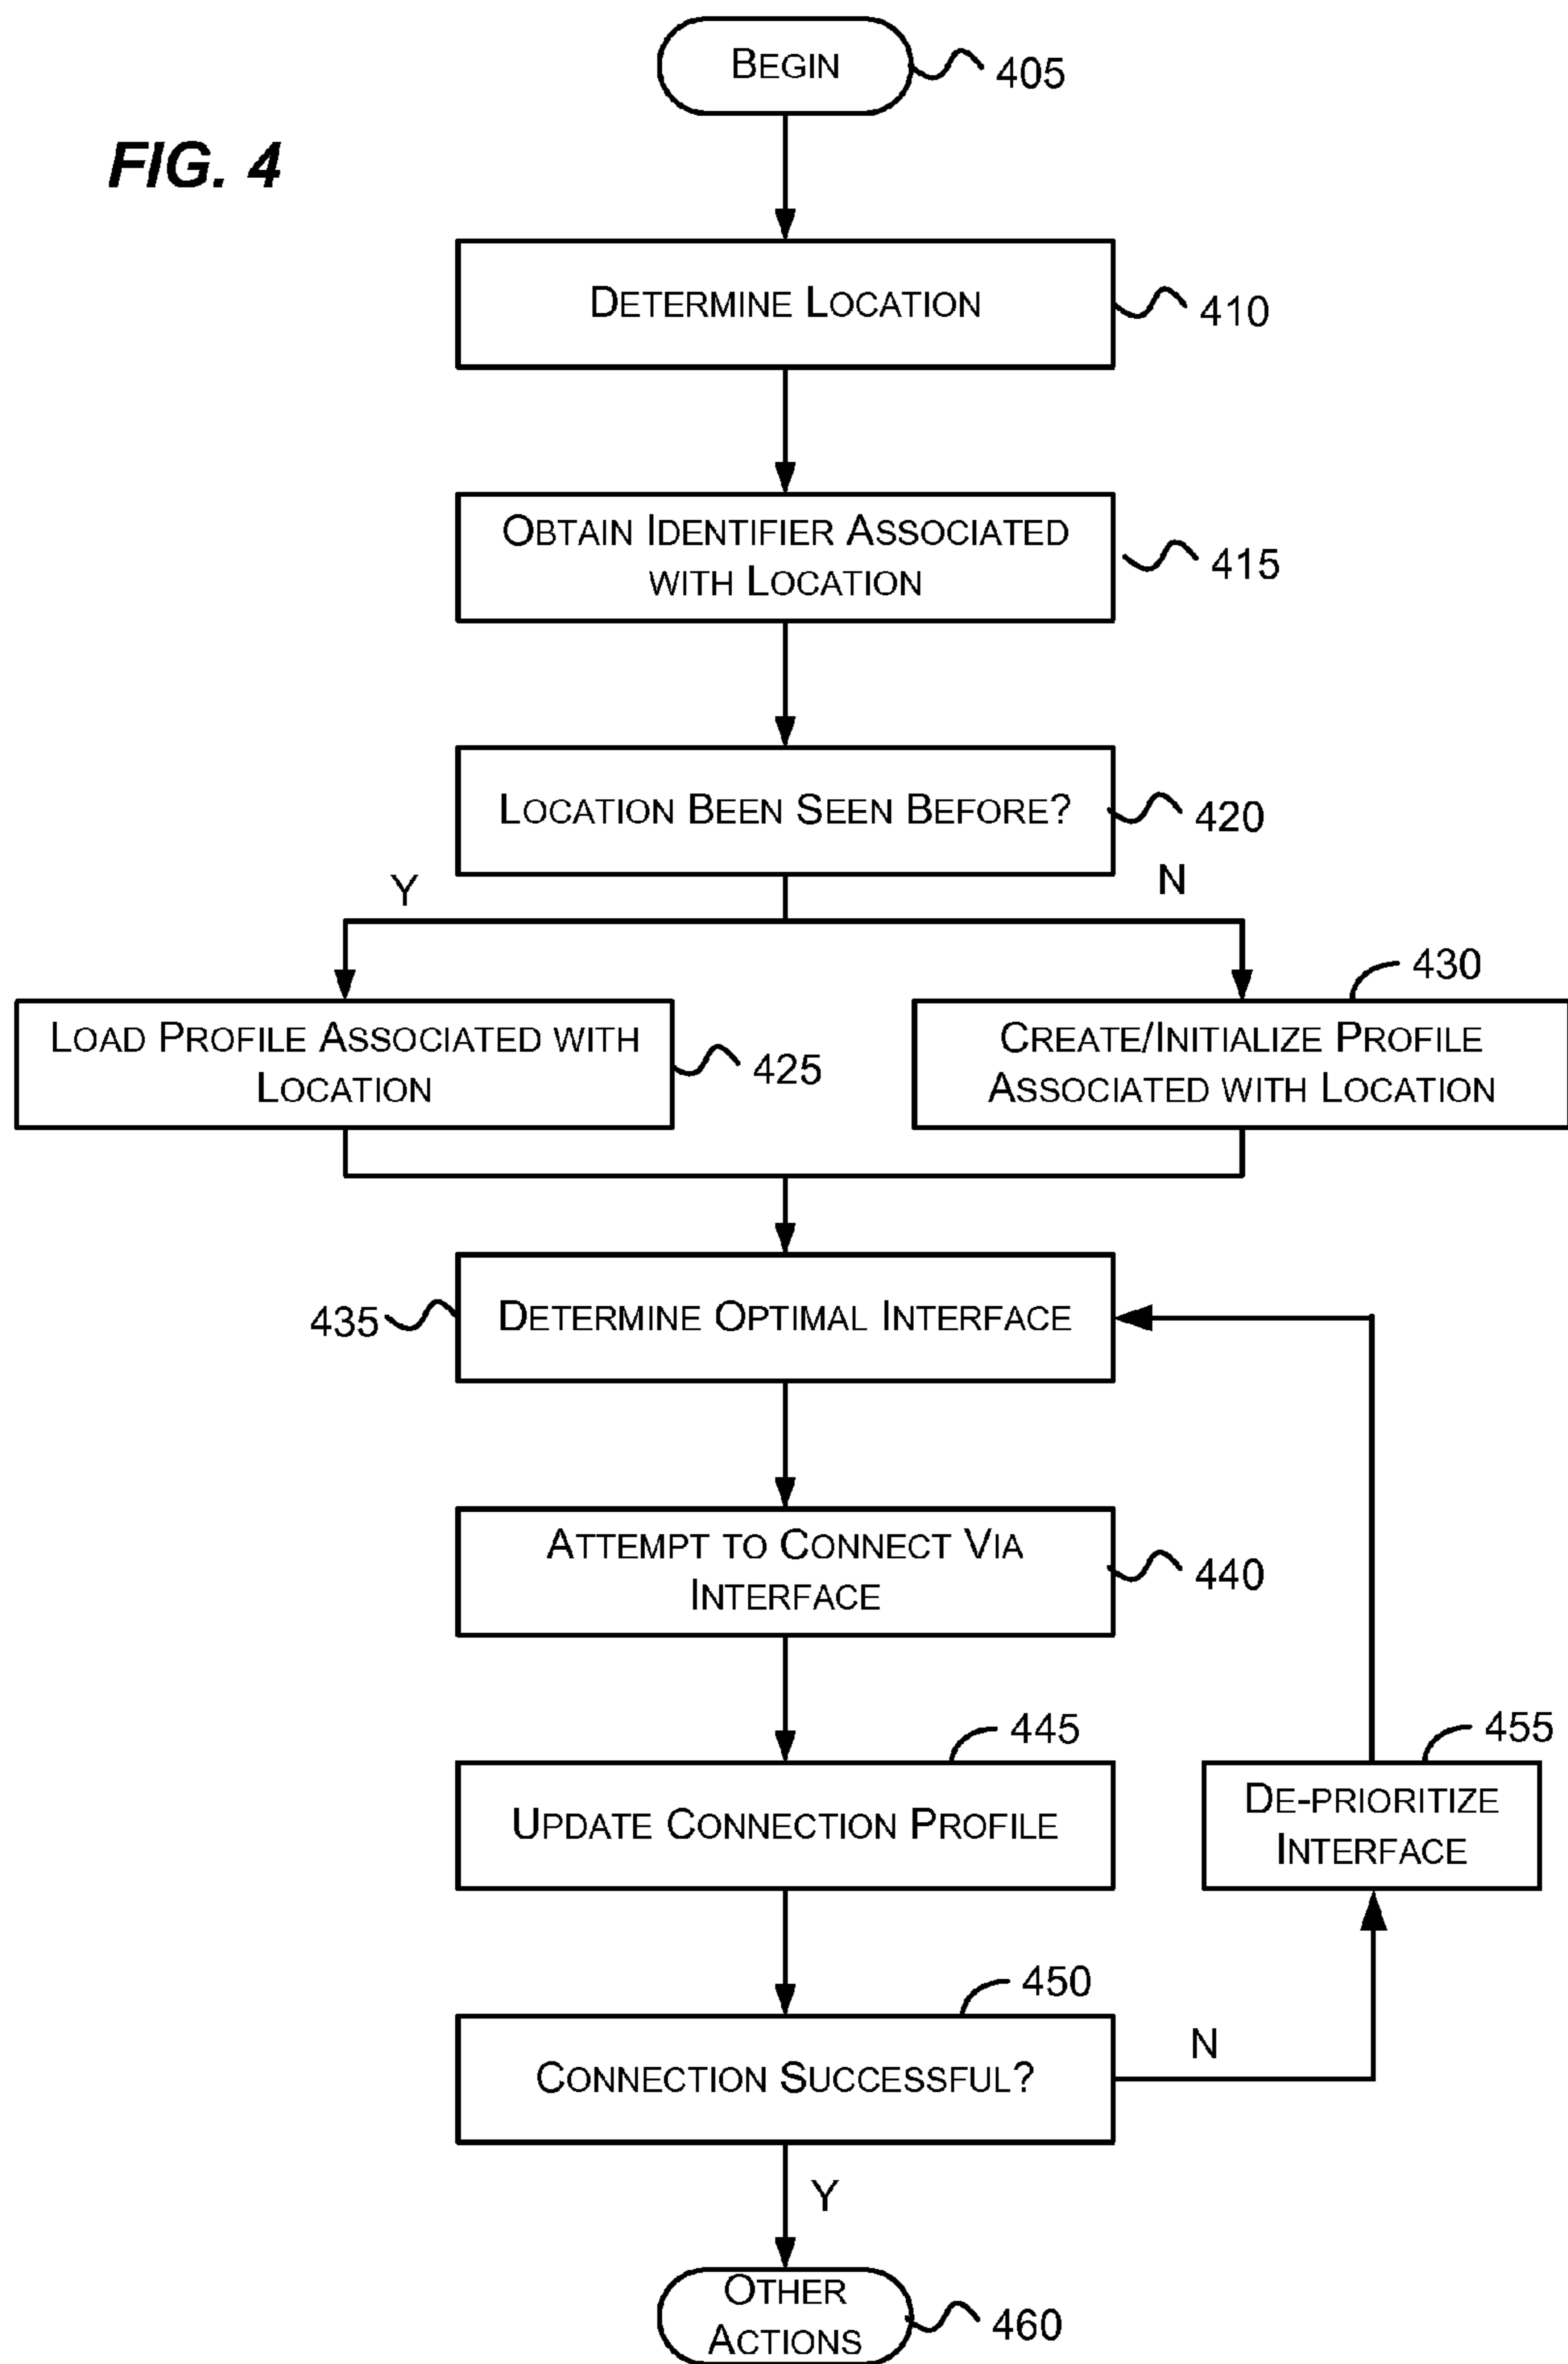 BEGIN
405
FIG. 4
DETERMINE LOCATION
410
OBTAIN IDENTIFIER ASSOCIATED
WITH LOCATION
415
LOCATION BEEN SEEN BEFORE?
420
Y
N
430
LOAD PROFILE ASSOCIATED WITH
LOCATION
425
CREATE/INITIALIZE PROFILE
ASSOCIATED WITH LOCATION
435
DETERMINE OPTIMAL INTERFACE
ATTEMPT TO CONNECT VIA
INTERFACE
440
445
UPDATE CONNECTION PROFILE
455
DE-PRIORITIZE
INTERFACE
450
CONNECTION SUCCESSFUL?
N
Y
OTHER
ACTIONS
460